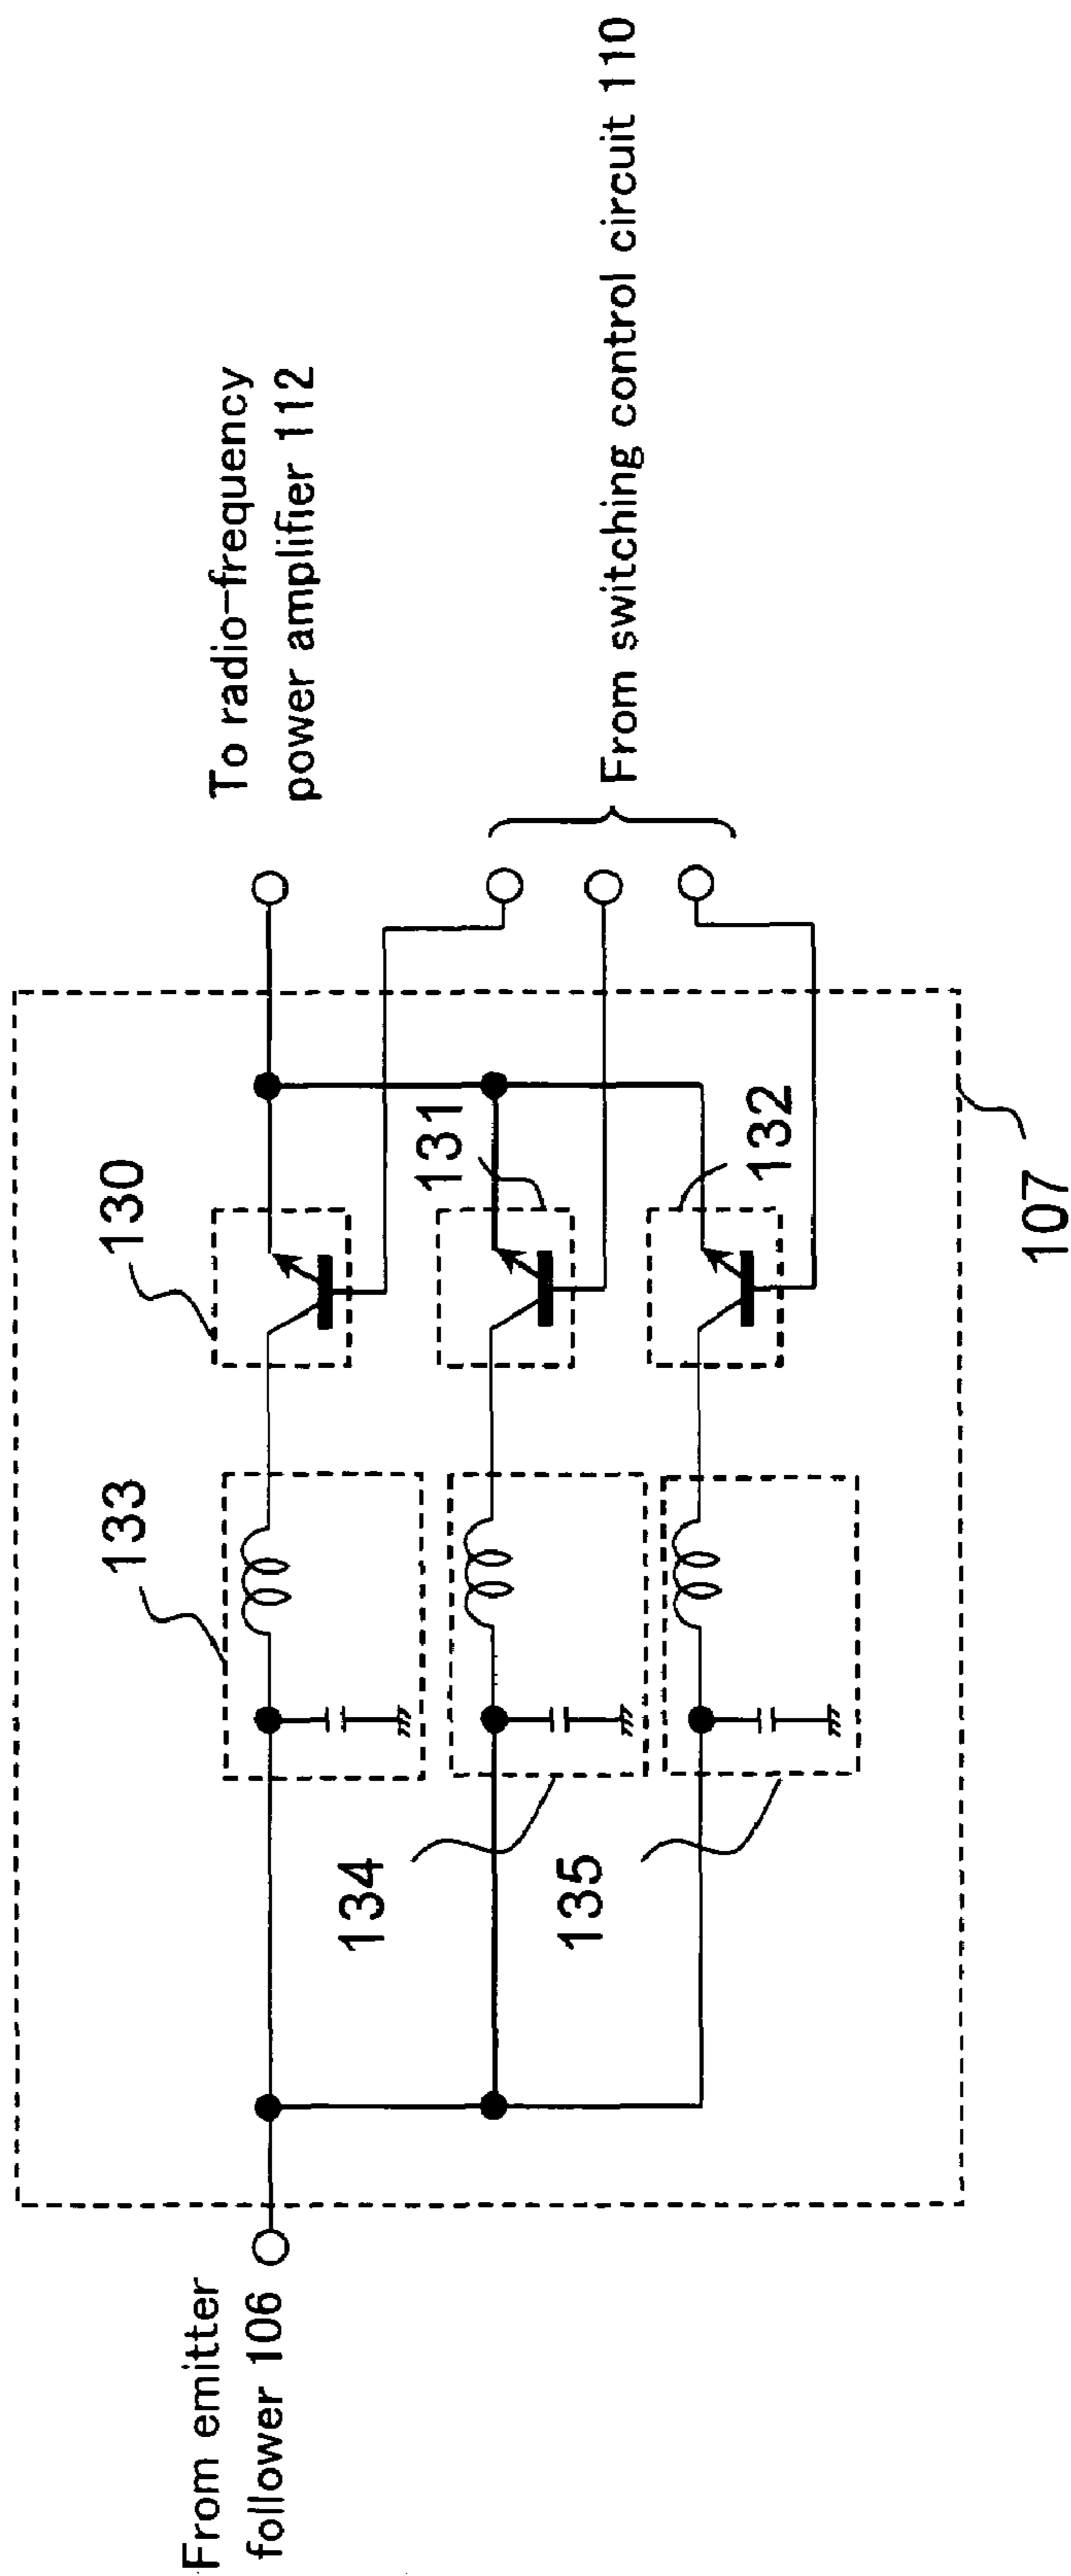 From emitter
follower 106
133
130
To radio-frequency
power amplifier 112
134
131
135
132
From switching control circuit 110
107